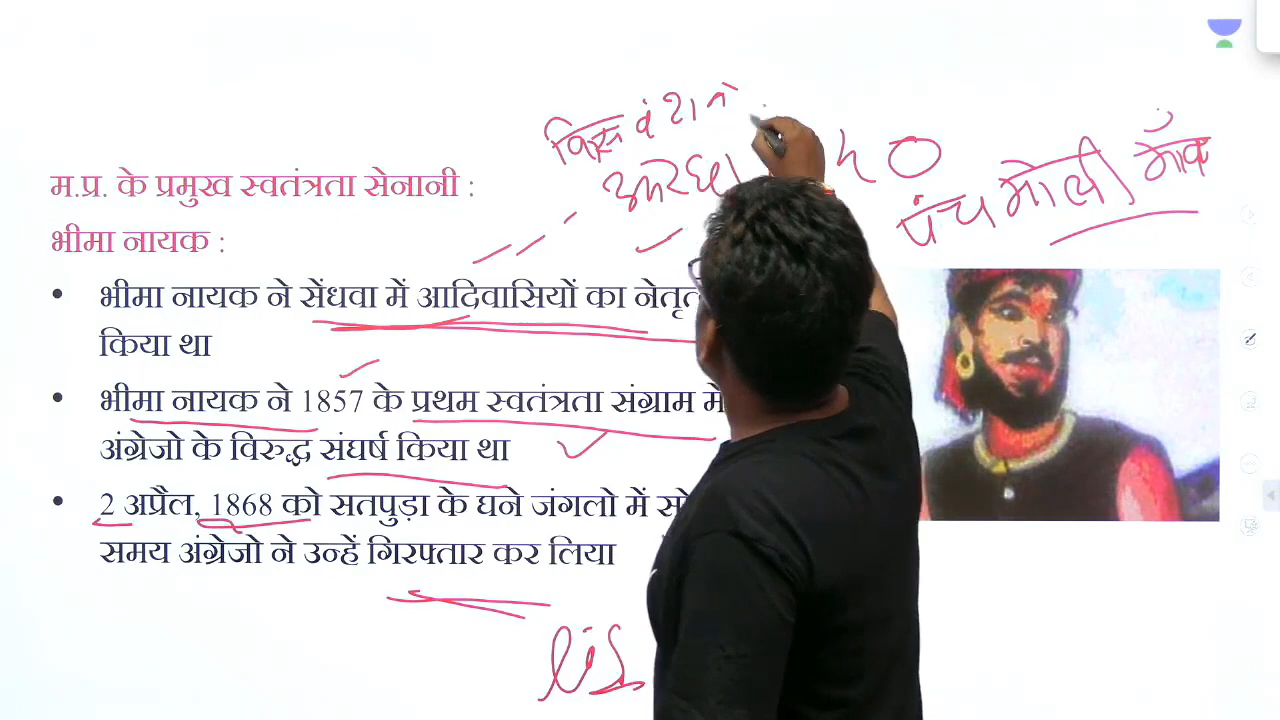 किस वंश ने
पंचमोली गाँव
म.प्र. के प्रमुख स्वतंत्रता सेनानी :
भीमा नायक :
• भीमा नायक ने सेंधवा में आदिवासियों का
किया था
• भीमा नायक ने 1857 के प्रथम स्वतंत्रता संग्राम में
अंग्रेजो के विरुद्ध संघर्ष किया था
• 2 अप्रैल, 1868 को सतपुड़ा के घने जंगलो में
समय अंग्रेजो ने उन्हें गिरफ्तार कर लिया